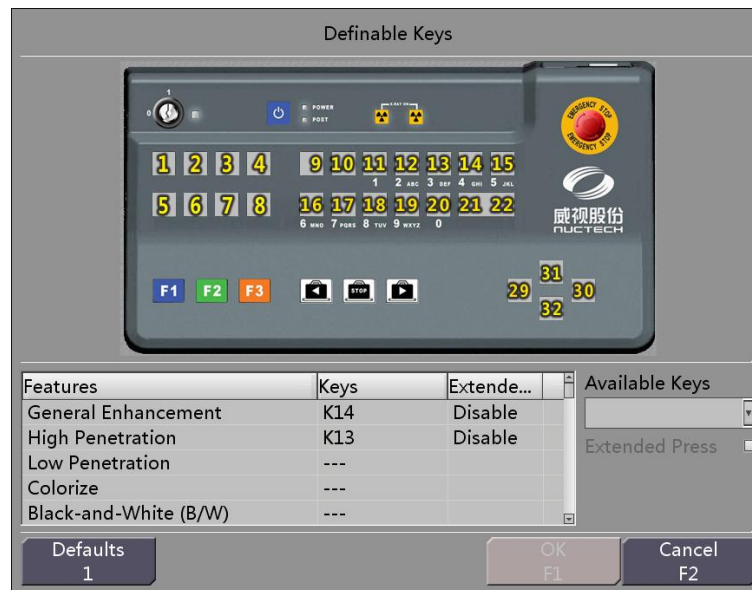 Definable Keys
1
0
POWER
POST
X-RAY ON
EMERGENCY STOP
EMERGENCY STOP
1 2 3 4 9 10 11 12 13 14 15
1 2 ABC 3 DEF 4 GHI 5 JKL
5 6 7 8 16 17 18 19 20 21 22
6 MNO 7 PQRS 8 TUV 9 WXYZ 0
威视股份
NUCTECH
F1 F2 F3 STOP
31
29 30
32
Features Keys Extende...
General Enhancement K14 Disable
High Penetration K13 Disable
Low Penetration ---
Colorize ---
Black-and-White (B/W) ---
Available Keys
Extended Press
Defaults
1
OK
F1
Cancel
F2